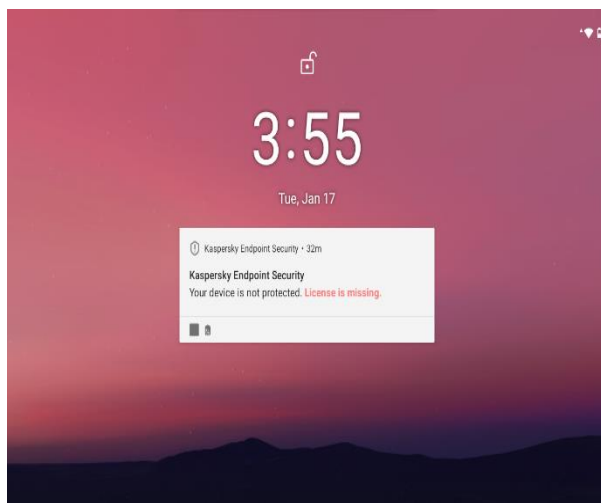 3:55
Tue, Jan 17
Kaspersky Endpoint Security • 32m
Kaspersky Endpoint Security
Your device is not protected. License is missing.